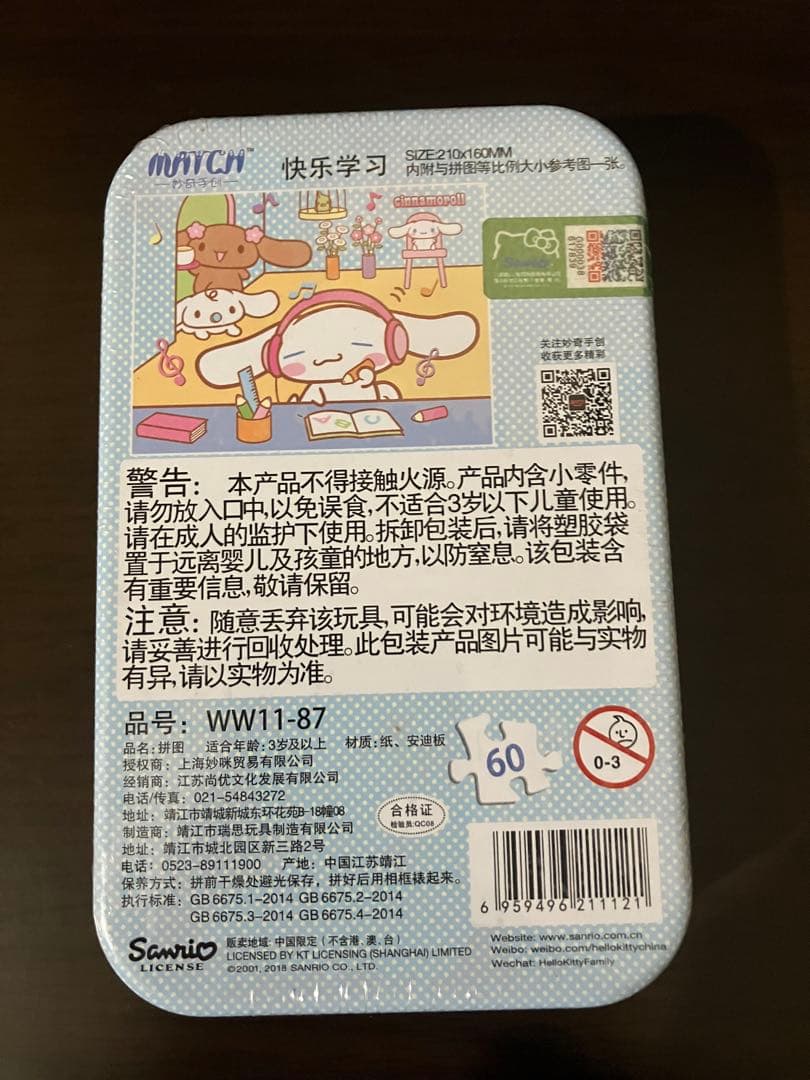 MAYCH™
妙奇手创
快乐学习
SIZE:210x160MM
内附与拼图等比例大小参考图一张。
cinnamoroll
Sanrio
关注妙奇手创
收获更多精彩
警告：本产品不得接触火源。产品内含小零件，
请勿放入口中，以免误食，不适合3岁以下儿童使用。
请在成人的监护下使用。拆卸包装后，请将塑胶袋
置于远离婴儿及孩童的地方，以防窒息。该包装含
有重要信息，敬请保留。
注意：随意丢弃该玩具，可能会对环境造成影响，
请妥善进行回收处理。此包装产品图片可能与实物
有异，请以实物为准。
品号：WW11-87
品名：拼图 适合年龄：3岁及以上 材质：纸、安迪板
授权商：上海妙咪贸易有限公司
经销商：江苏尚优文化发展有限公司
电话/传真：021-54843272
地址：靖江市靖城新城东环花苑B-18幢08
制造商：靖江市瑞思玩具制造有限公司
地址：靖江市城北园区新三路2号
电话：0523-89111900 产地：中国江苏靖江
保养方式：拼前干燥处避光保存，拼好后用相框裱起来。
执行标准：GB 6675.1-2014 GB 6675.2-2014
GB 6675.3-2014 GB 6675.4-2014
60
0-3
合格证
检验员：QC08
6 959496 211121
Sanrio
LICENSE
贩卖地域：中国限定（不含港、澳、台）
LICENSED BY KT LICENSING (SHANGHAI) LIMITED
©2001, 2018 SANRIO CO., LTD.
Website: www.sanrio.com.cn
Weibo: weibo.com/hellokittychina
Wechat: HelloKittyFamily